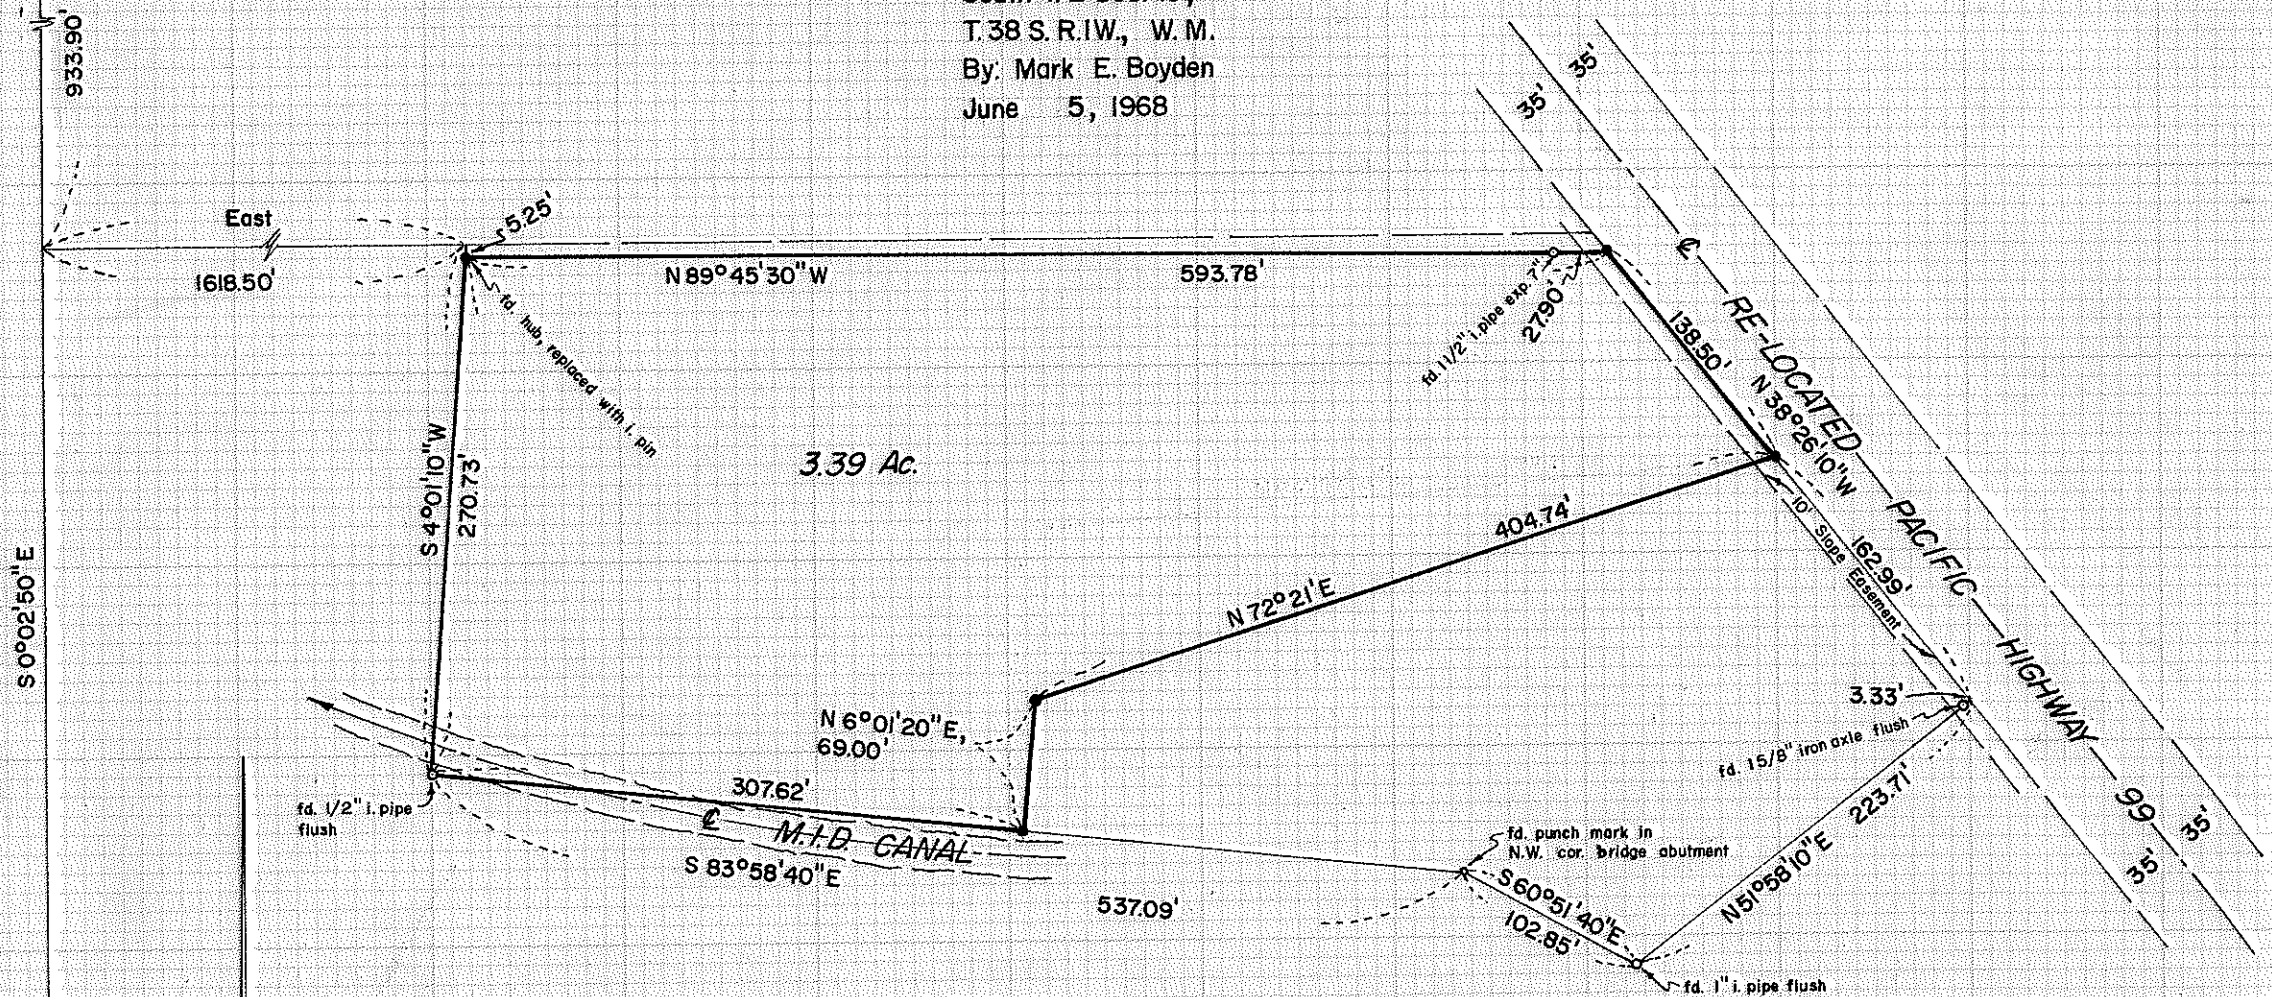 933.90'
T. 38 S. R.1W., W. M.
By: Mark E. Boyden
June 5, 1968
35'
35'
East
5.25'
1618.50'
N 89°45'30" W
593.78'
fd. hub, replaced with i. pin
fd. 1 1/2" i. pipe exp. 7"
27.90'
138.50'
N 38°26'10" W
℄
RE-LOCATED PACIFIC HIGHWAY 99
S 4°01'10" W
270.73'
3.39 Ac.
404.74'
N 72°21' E
10' Slope Easement
162.99'
S 0°02'50" E
N 6°01'20" E,
69.00'
3.33'
fd. 1 5/8" iron axle flush
fd. 1/2" i. pipe
flush
307.62'
℄ M.I.D CANAL
S 83°58'40" E
537.09'
fd. punch mark in
N.W. cor. bridge abutment
S 60°51'40" E
102.85'
N 51°58'10" E 223.71'
fd. 1" i. pipe flush
35'
35'